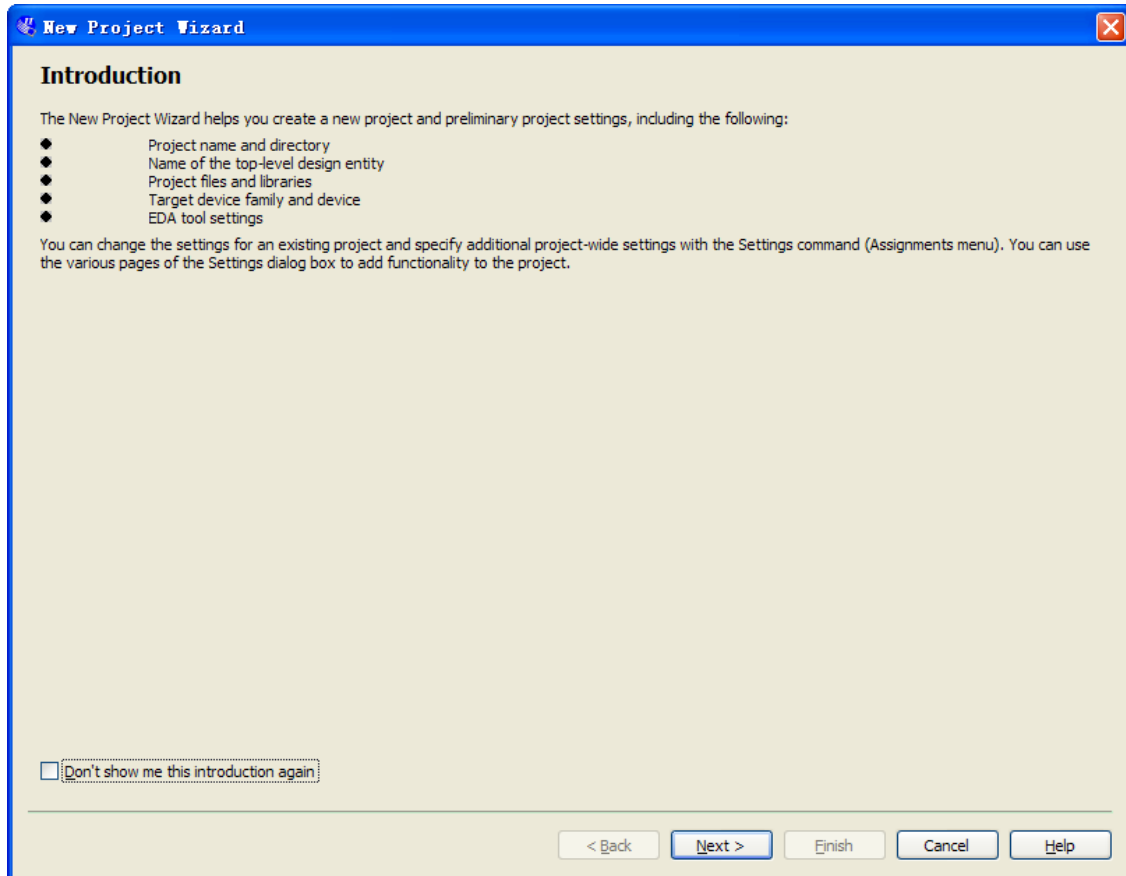 New Project Wizard
Introduction
The New Project Wizard helps you create a new project and preliminary project settings, including the following:
Project name and directory
Name of the top-level design entity
Project files and libraries
Target device family and device
EDA tool settings
You can change the settings for an existing project and specify additional project-wide settings with the Settings command (Assignments menu). You can use
the various pages of the Settings dialog box to add functionality to the project.
Don't show me this introduction again
< Back Next > Finish Cancel Help